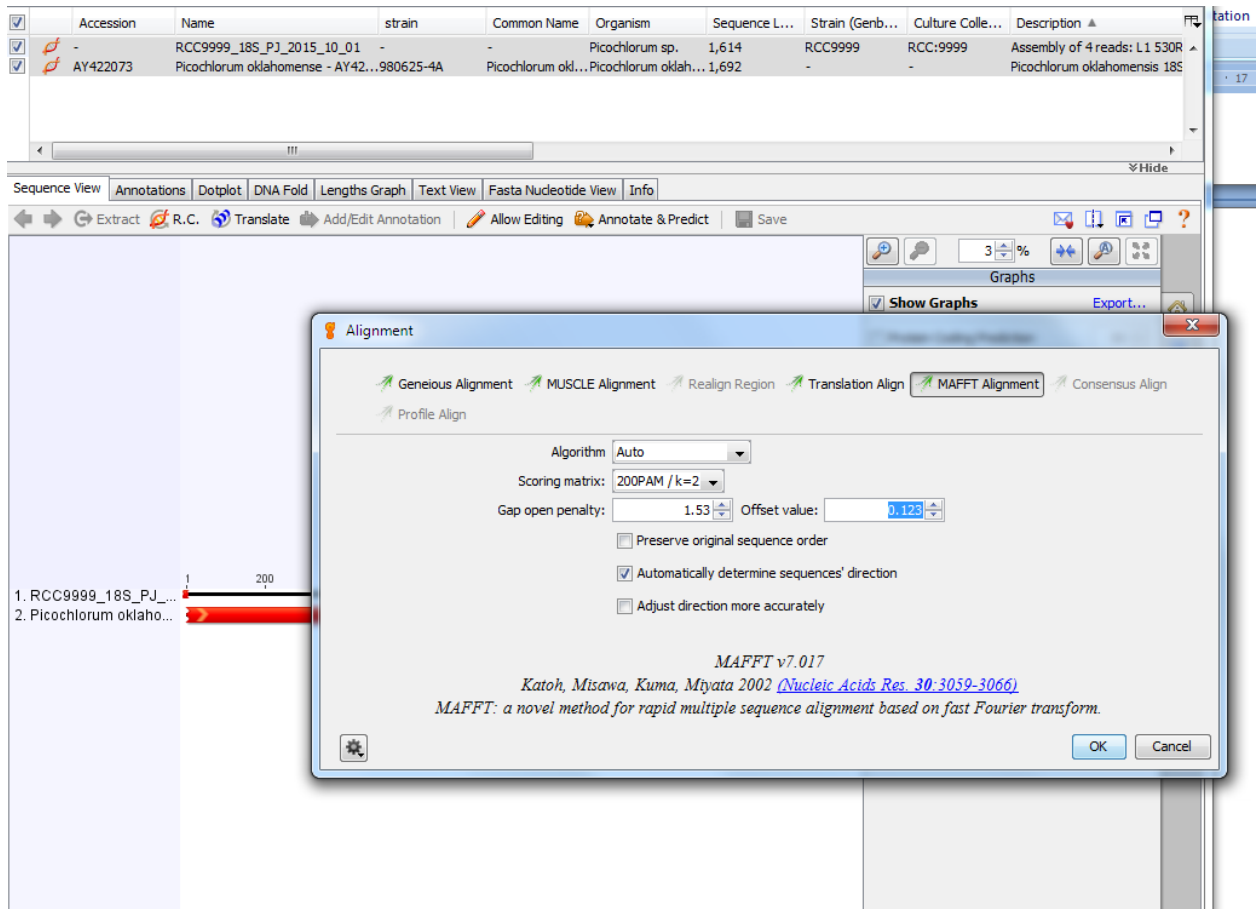 tation
Accession Name strain Common Name Organism Sequence L... Strain (Genb... Culture Colle... Description
- RCC9999_18S_PJ_2015_10_01 - - Picochlorum sp. 1,614 RCC9999 RCC:9999 Assembly of 4 reads: L1 530R
AY422073 Picochlorum oklahomense - AY42... 980625-4A Picochlorum okl... Picochlorum oklah... 1,692 - - Picochlorum oklahomensis 18S
17
Hide
Sequence View Annotations Dotplot DNA Fold Lengths Graph Text View Fasta Nucleotide View Info
Extract R.C. Translate Add/Edit Annotation Allow Editing Annotate & Predict Save ?
3 %
Graphs
Show Graphs Export...
Alignment
Geneious Alignment MUSCLE Alignment Realign Region Translation Align MAFFT Alignment Consensus Align
Profile Align
Algorithm Auto
Scoring matrix: 200PAM / k=2
Gap open penalty: 1.53 Offset value: 0.123
Preserve original sequence order
Automatically determine sequences' direction
Adjust direction more accurately
1 200
1. RCC9999_18S_PJ_...
2. Picochlorum oklaho...
MAFFT v7.017
Katoh, Misawa, Kuma, Miyata 2002 (Nucleic Acids Res. 30:3059-3066)
MAFFT: a novel method for rapid multiple sequence alignment based on fast Fourier transform.
OK Cancel